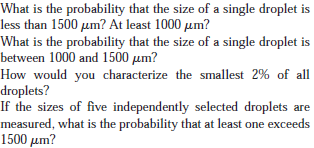 What is the probability that the size of a single droplet is
less than 1500 μm? At least 1000 μm?
What is the probability that the size of a single droplet is
between 1000 and 1500 μm?
How would you characterize the smallest 2% of all
droplets?
If the sizes of five independently selected droplets are
measured, what is the probability that at least one exceeds
1500 μm?